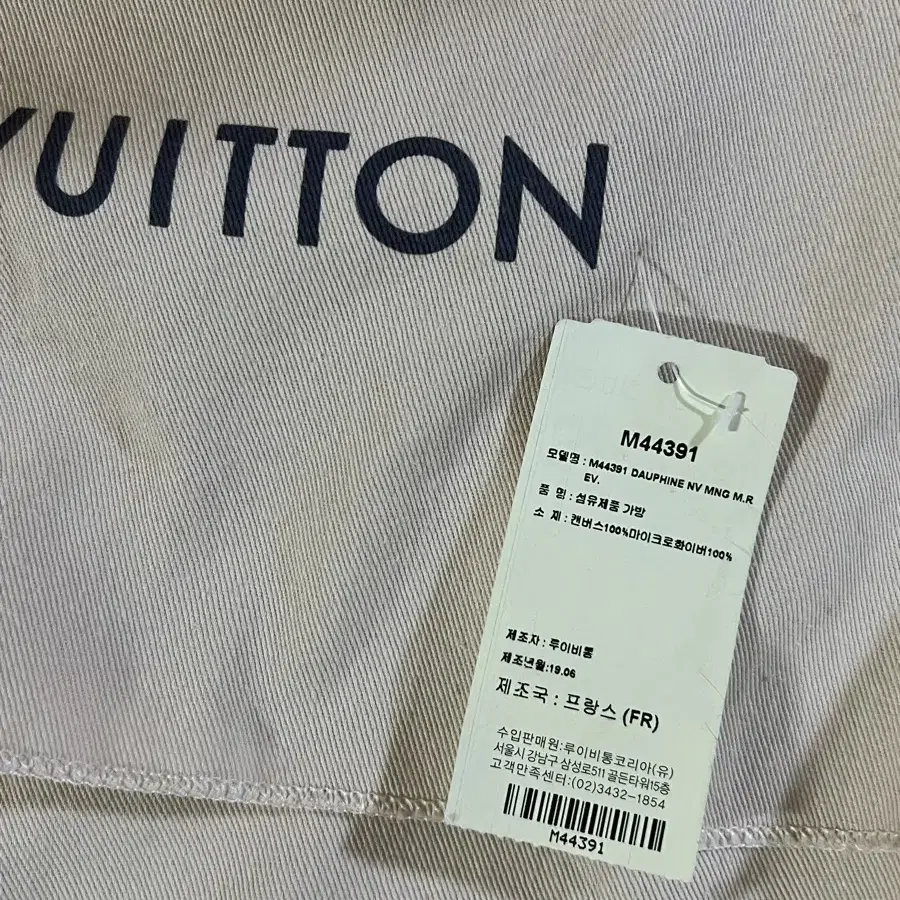 VUITTON
M44391
모델명 : M44391 DAUPHINE NV MNG M.R
EV.
품 명 : 섬유제품 가방
소 재 : 캔버스100%마이크로화이버100%
제조자 : 루이비통
제조년월:19.06
제조국 : 프랑스 (FR)
수입판매원:루이비통코리아(유)
서울시 강남구 삼성로511 골든타워15층
고객만족센터:(02)3432-1854
M44391